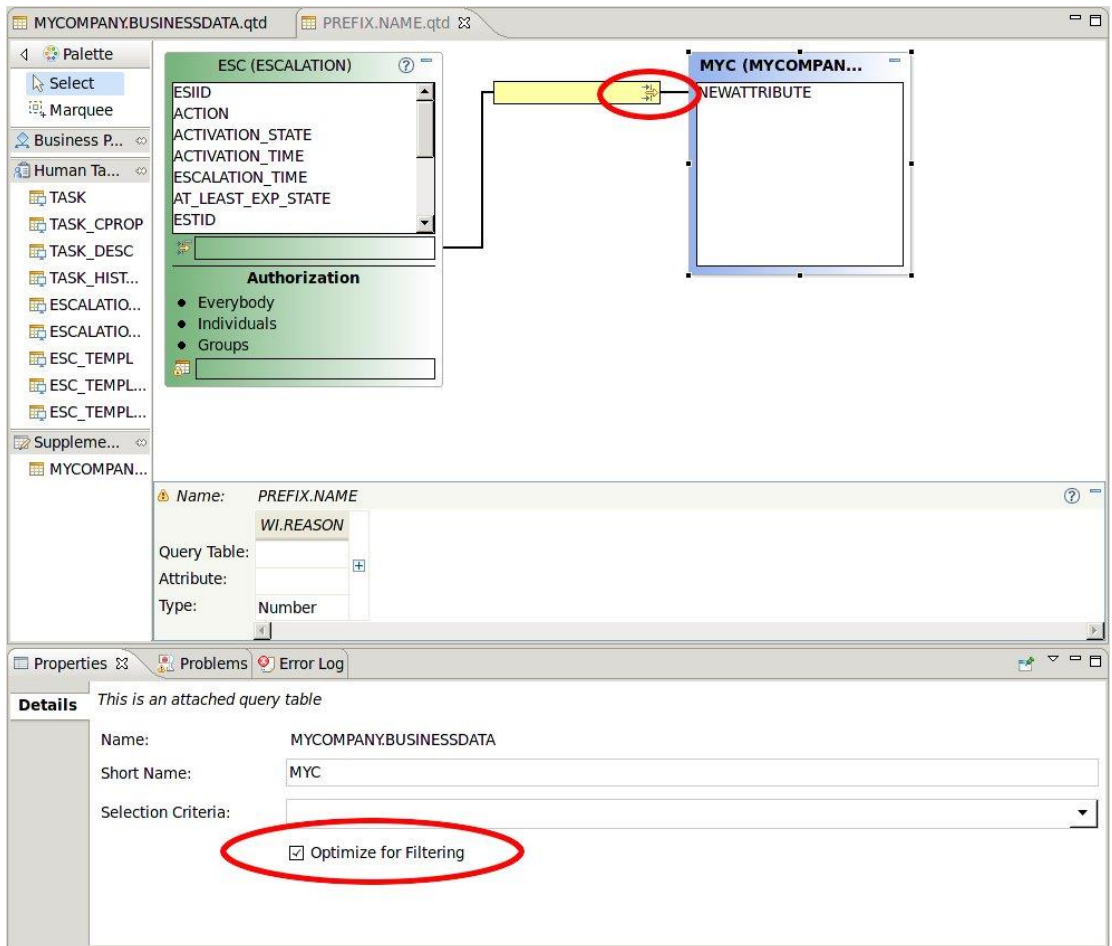 MYCOMPANY.BUSINESSDATA.qtd
PREFIX.NAME.qtd
Palette
Select
Marquee
Business P...
Human Ta...
TASK
TASK_CPROP
TASK_DESC
TASK_HIST...
ESCALATIO...
ESCALATIO...
ESC_TEMPL
ESC_TEMPL...
ESC_TEMPL...
Suppleme...
MYCOMPAN...
ESC (ESCALATION)
ESIID
ACTION
ACTIVATION_STATE
ACTIVATION_TIME
ESCALATION_TIME
AT_LEAST_EXP_STATE
ESTID
Authorization
Everybody
Individuals
Groups
MYC (MYCOMPAN...
NEWATTRIBUTE
Name: PREFIX.NAME
WI.REASON
Query Table:
Attribute:
Type: Number
Properties Problems Error Log
Details
This is an attached query table
Name: MYCOMPANY.BUSINESSDATA
Short Name: MYC
Selection Criteria:
Optimize for Filtering